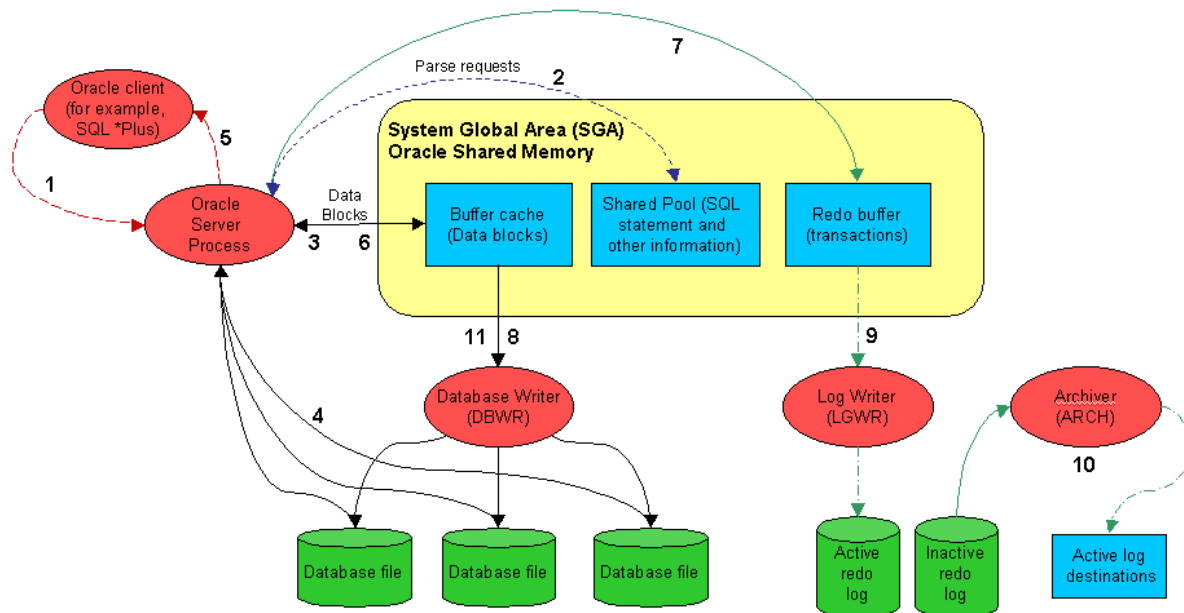 7
Parse requests
2
Oracle client
(for example,
SQL *Plus)
5
1
System Global Area (SGA)
Oracle Shared Memory
Oracle
Server
Process
Data
Blocks
3
6
Buffer cache
(Data blocks)
Shared Pool (SQL
statement and
other information)
Redo buffer
(transactions)
11
8
9
4
Database Writer
(DBWR)
Log Writer
(LGWR)
Archiver
(ARCH)
10
Database file
Database file
Database file
Active
redo
log
Inactive
redo
log
Active log
destinations